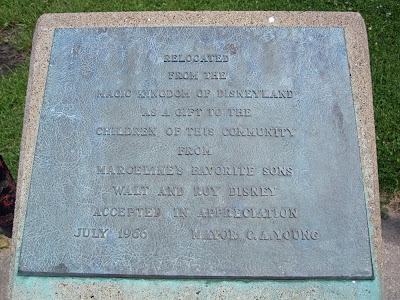 RELOCATED
FROM THE
MAGIC KINGDOM OF DISNEYLAND
AS A GIFT TO THE
CHILDREN OF THIS COMMUNITY
FROM
MARCELINE'S FAVORITE SONS
WALT AND ROY DISNEY
ACCEPTED IN APPRECIATION
JULY 1966 MAYOR C.A. YOUNG